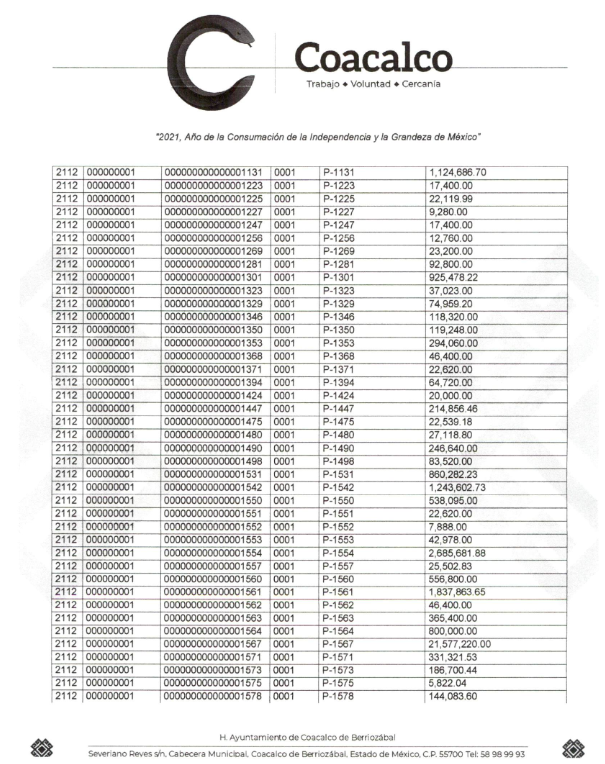 Coacalco
Trabajo ♦ Voluntad ♦ Cercanía
"2021, Año de la Consumación de la Independencia y la Grandeza de México"
2112 000000001 000000000000001131 0001 P-1131 1,124,686.70
2112 000000001 000000000000001223 0001 P-1223 17,400.00
2112 000000001 000000000000001225 0001 P-1225 22,119.99
2112 000000001 000000000000001227 0001 P-1227 9,280.00
2112 000000001 000000000000001247 0001 P-1247 17,400.00
2112 000000001 000000000000001256 0001 P-1256 12,760.00
2112 000000001 000000000000001269 0001 P-1269 23,200.00
2112 000000001 000000000000001281 0001 P-1281 92,800.00
2112 000000001 000000000000001301 0001 P-1301 925,478.22
2112 000000001 000000000000001323 0001 P-1323 37,023.00
2112 000000001 000000000000001329 0001 P-1329 74,959.20
2112 000000001 000000000000001346 0001 P-1346 118,320.00
2112 000000001 000000000000001350 0001 P-1350 119,248.00
2112 000000001 000000000000001353 0001 P-1353 294,060.00
2112 000000001 000000000000001368 0001 P-1368 46,400.00
2112 000000001 000000000000001371 0001 P-1371 22,620.00
2112 000000001 000000000000001394 0001 P-1394 64,720.00
2112 000000001 000000000000001424 0001 P-1424 20,000.00
2112 000000001 000000000000001447 0001 P-1447 214,856.46
2112 000000001 000000000000001475 0001 P-1475 22,539.18
2112 000000001 000000000000001480 0001 P-1480 27,118.80
2112 000000001 000000000000001490 0001 P-1490 246,640.00
2112 000000001 000000000000001498 0001 P-1498 83,520.00
2112 000000001 000000000000001531 0001 P-1531 860,282.23
2112 000000001 000000000000001542 0001 P-1542 1,243,602.73
2112 000000001 000000000000001550 0001 P-1550 538,095.00
2112 000000001 000000000000001551 0001 P-1551 22,620.00
2112 000000001 000000000000001552 0001 P-1552 7,888.00
2112 000000001 000000000000001553 0001 P-1553 42,978.00
2112 000000001 000000000000001554 0001 P-1554 2,685,681.88
2112 000000001 000000000000001557 0001 P-1557 25,502.83
2112 000000001 000000000000001560 0001 P-1560 556,800.00
2112 000000001 000000000000001561 0001 P-1561 1,837,863.65
2112 000000001 000000000000001562 0001 P-1562 46,400.00
2112 000000001 000000000000001563 0001 P-1563 365,400.00
2112 000000001 000000000000001564 0001 P-1564 800,000.00
2112 000000001 000000000000001567 0001 P-1567 21,577,220.00
2112 000000001 000000000000001571 0001 P-1571 331,321.53
2112 000000001 000000000000001573 0001 P-1573 186,700.44
2112 000000001 000000000000001575 0001 P-1575 5,822.04
2112 000000001 000000000000001578 0001 P-1578 144,083.60
H. Ayuntamiento de Coacalco de Berriozábal
Severiano Reyes s/n, Cabecera Municipal, Coacalco de Berriozábal, Estado de México, C.P. 55700 Tel: 58 98 99 93